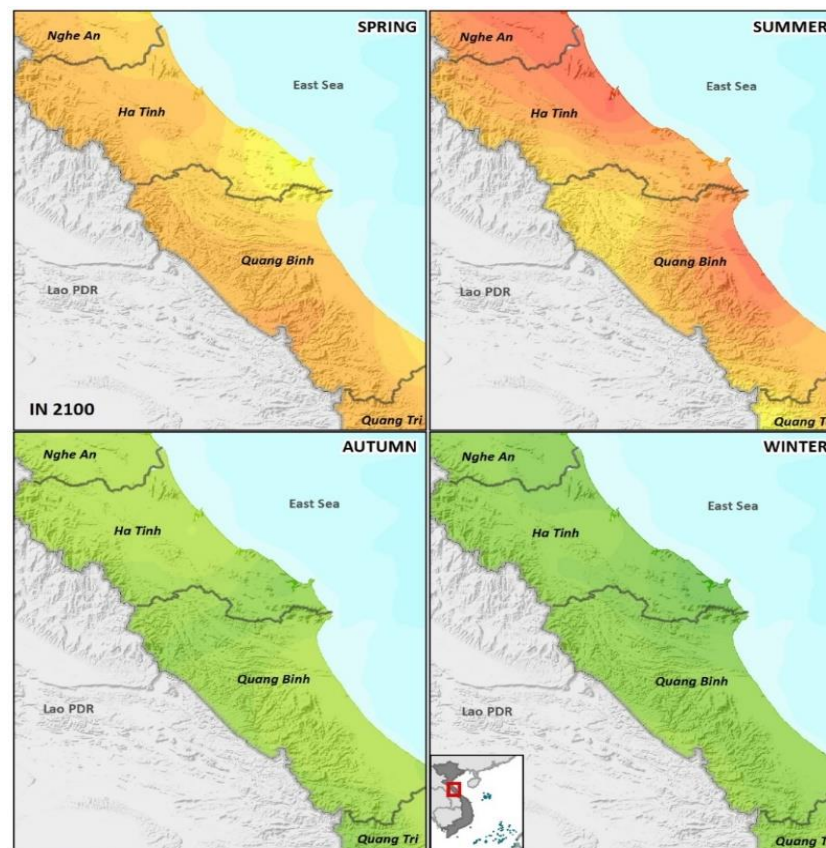 SPRING
Nghe An
Ha Tinh
East Sea
Quang Binh
Lao PDR
IN 2100
Quang Tri
SUMMER
Nghe An
Ha Tinh
East Sea
Quang Binh
Lao PDR
Quang T
AUTUMN
Nghe An
Ha Tinh
East Sea
Quang Binh
Lao PDR
Quang Tri
WINTER
Nghe An
Ha Tinh
East Sea
Quang Binh
Lao PDR
Quang T